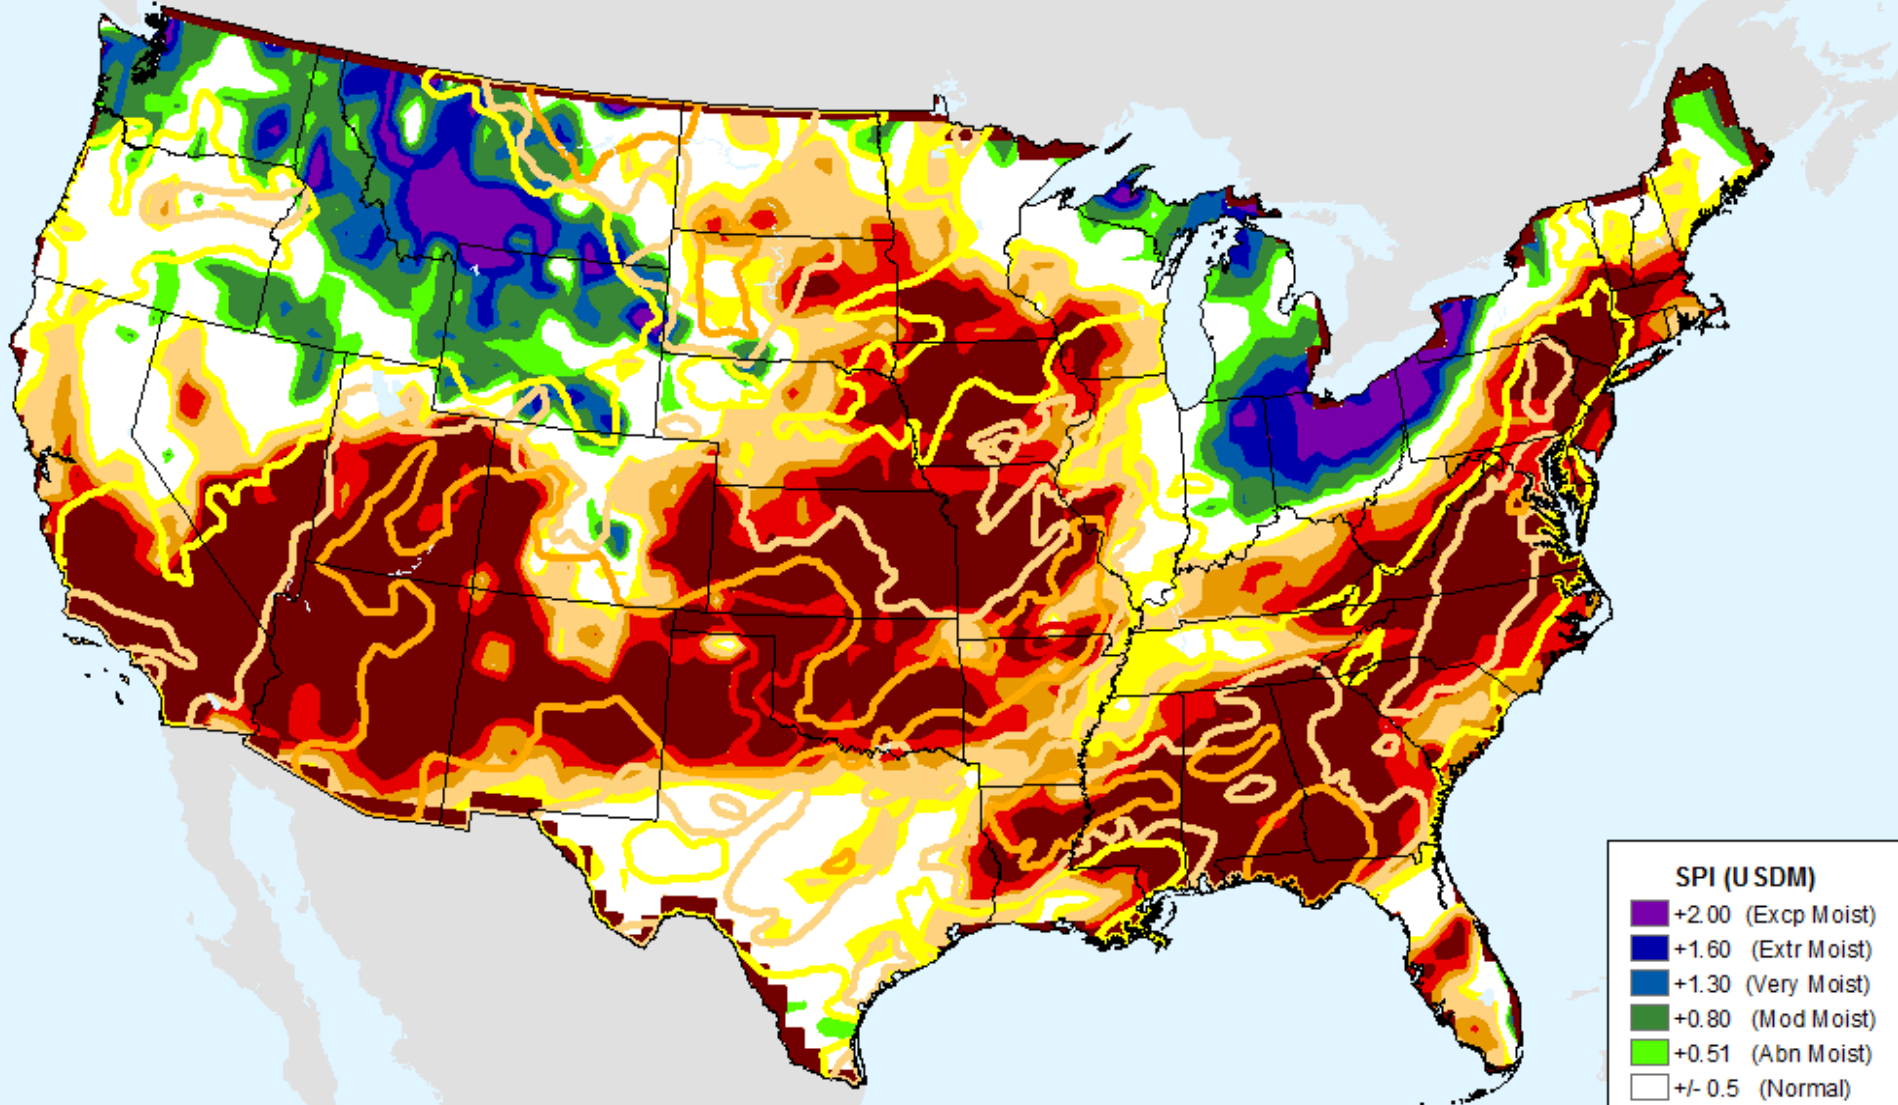 SPI (USDM)
+2.00 (Excp Moist)
+1.60 (Extr Moist)
+1.30 (Very Moist)
+0.80 (Mod Moist)
+0.51 (Abn Moist)
+/- 0.5 (Normal)